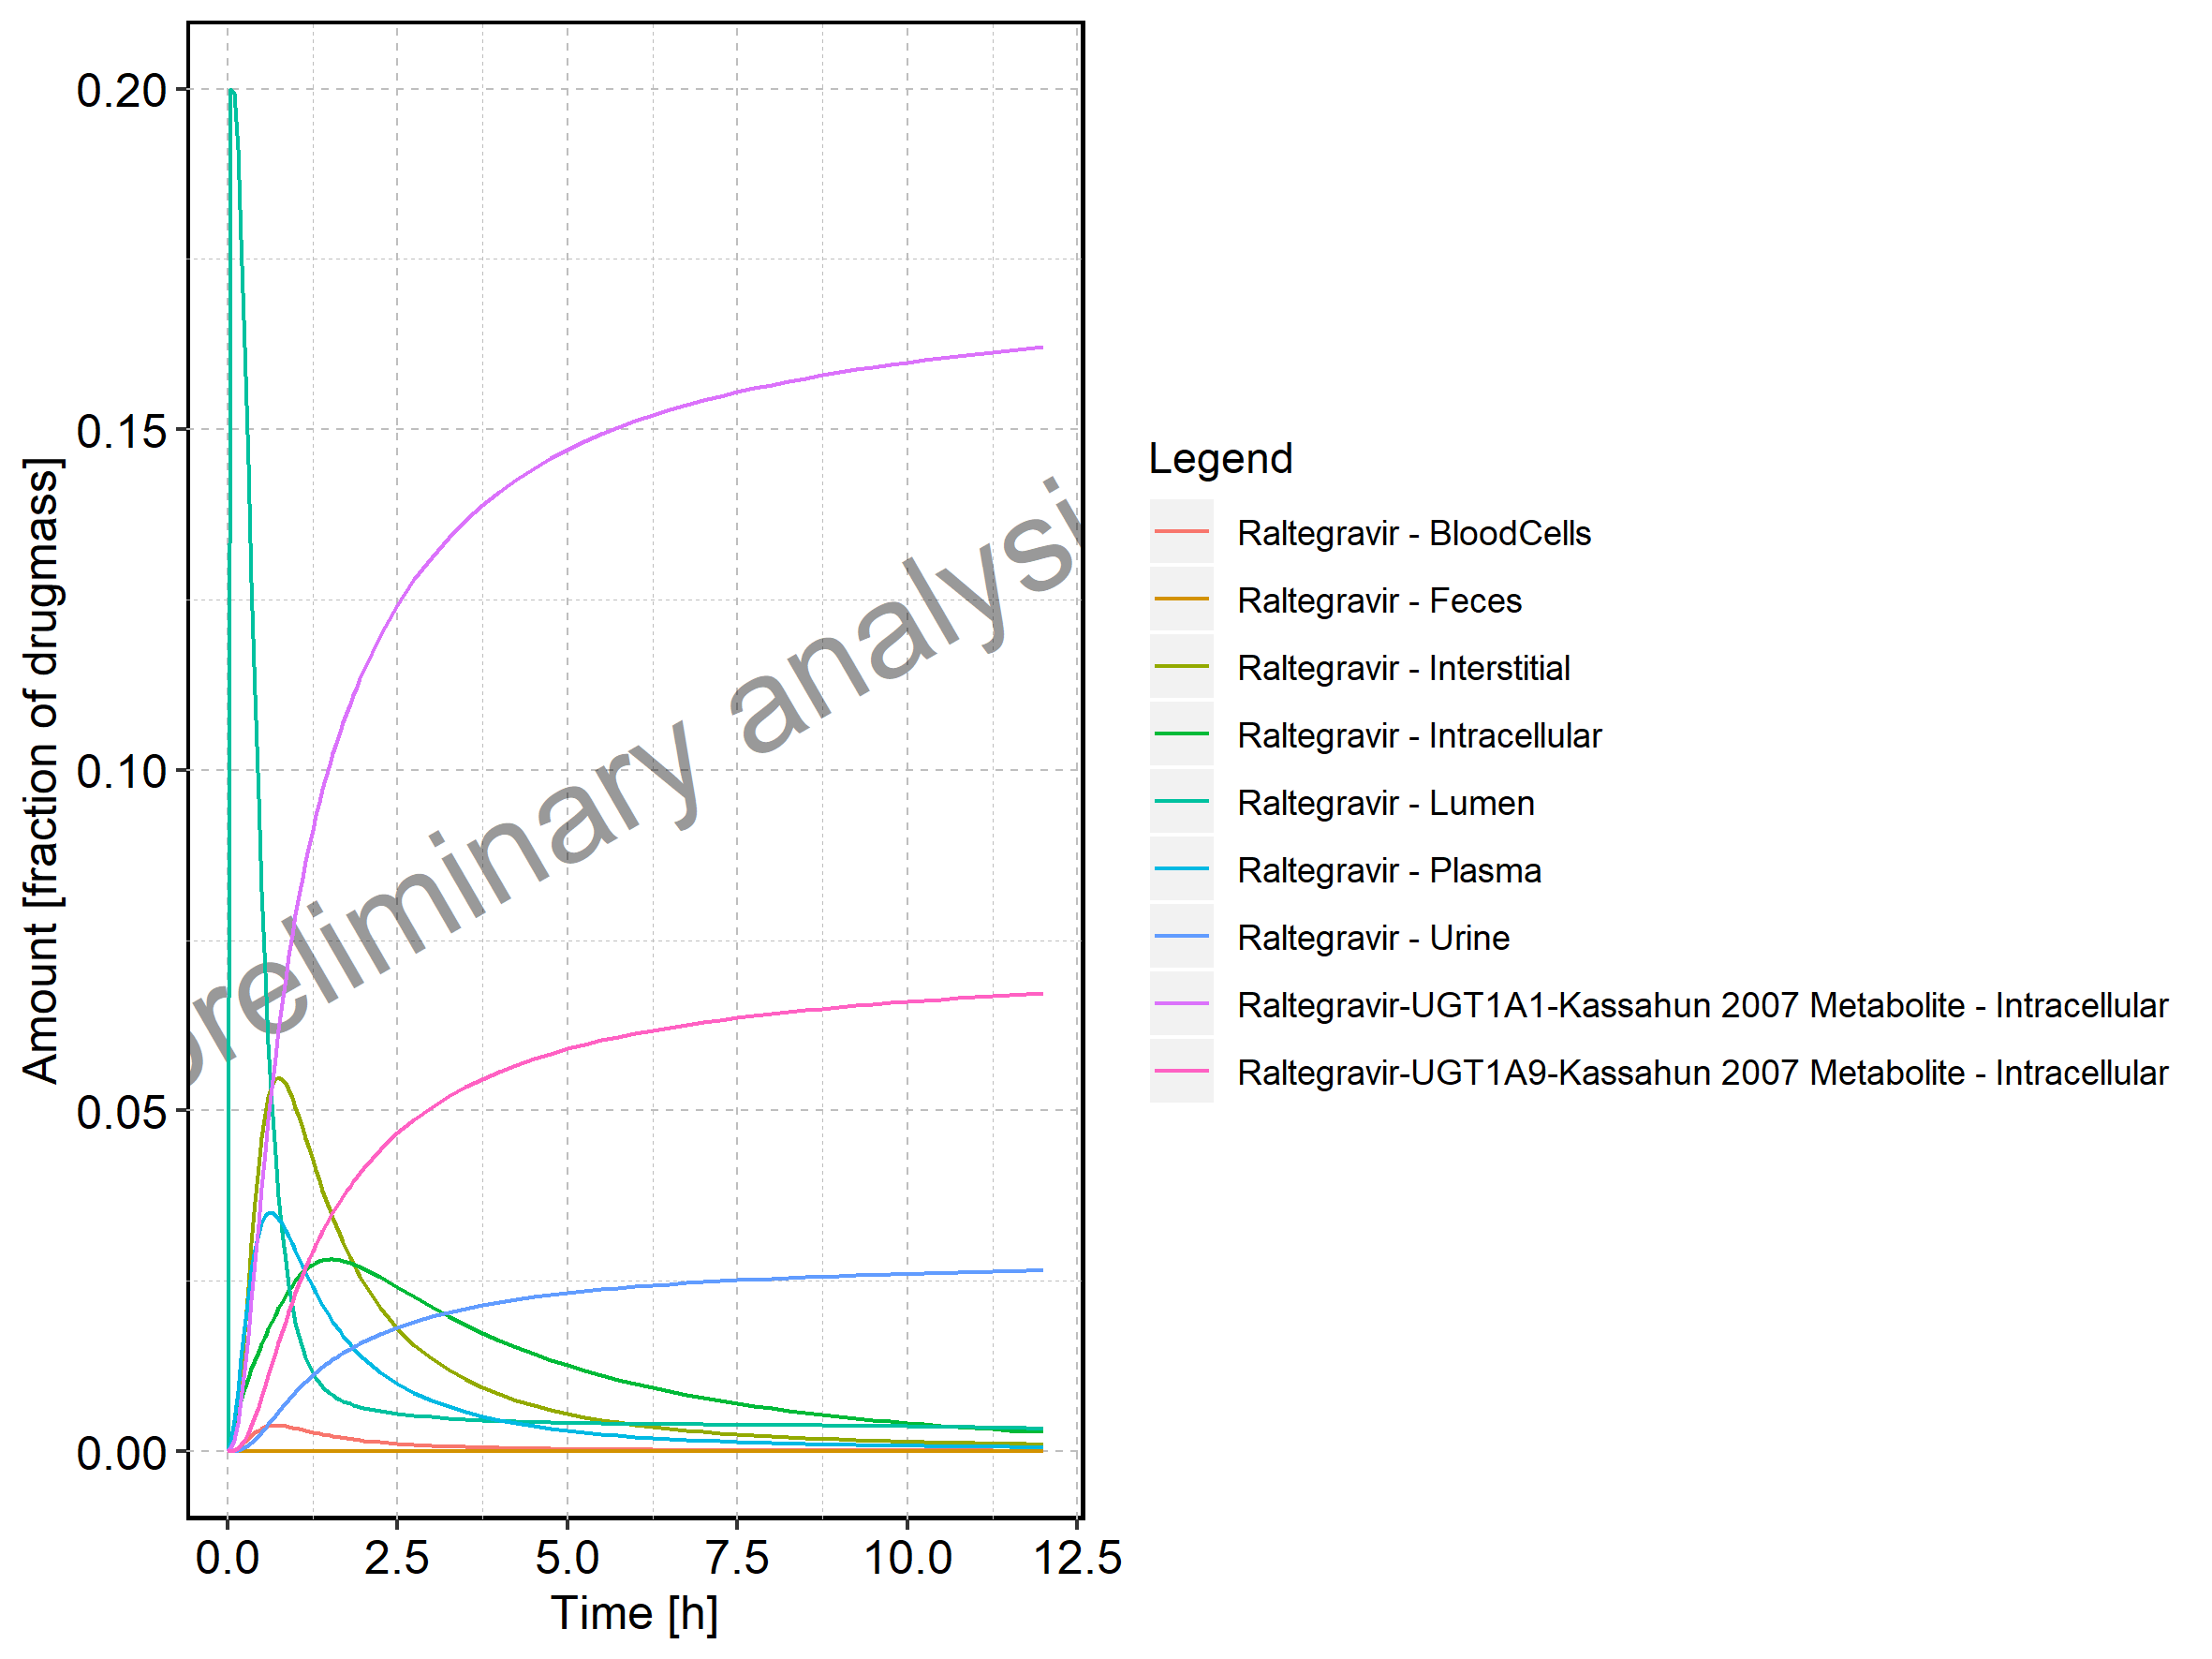 0.20
0.15
0.10
0.05
0.00
Amount [fraction of drugmass]
0.0 2.5 5.0 7.5 10.0 12.5
Time [h]
preliminary analysi
Legend
Raltegravir - BloodCells
Raltegravir - Feces
Raltegravir - Interstitial
Raltegravir - Intracellular
Raltegravir - Lumen
Raltegravir - Plasma
Raltegravir - Urine
Raltegravir-UGT1A1-Kassahun 2007 Metabolite - Intracellular
Raltegravir-UGT1A9-Kassahun 2007 Metabolite - Intracellular